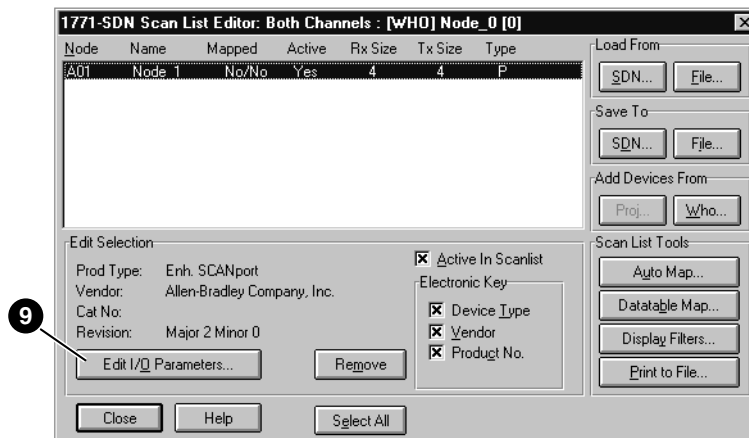 1771-SDN Scan List Editor: Both Channels : [WHO] Node_0 [0]
Node Name Mapped Active Rx Size Tx Size Type
A01 Node 1 No/No Yes 4 4 P
Load From
SDN... File...
Save To
SDN... File...
Add Devices From
Proj... Who...
Edit Selection
Prod Type: Enh. SCANport
Vendor: Allen-Bradley Company, Inc.
Cat No:
Revision: Major 2 Minor 0
Active In Scanlist
Electronic Key
Device Type
Vendor
Product No.
9
Edit I/O Parameters... Remove
Scan List Tools
Auto Map...
Datatable Map...
Display Filters...
Print to File...
Close Help Select All